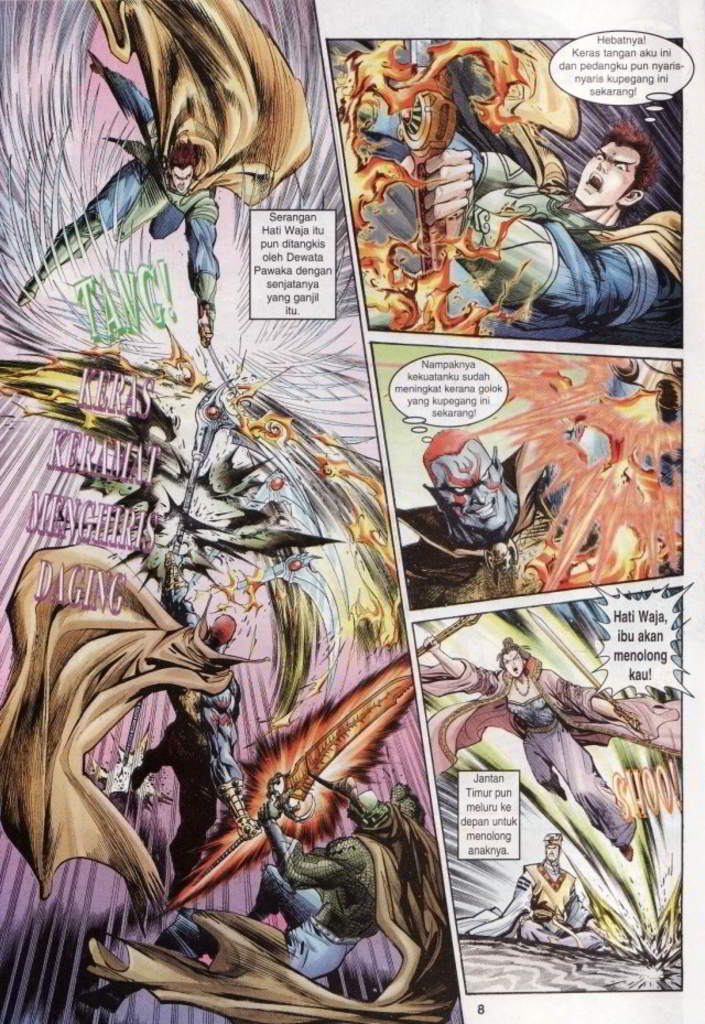 Serangan
Hati Waja itu
pun ditangkis
oleh Dewata
Pawaka dengan
senjatanya
yang ganjil
itu.
TANG!
KERAS
KERAMAT
MENGHIRIS
DAGING
Hebatnya!
Keras tangan aku ini
dan pedangku pun nyaris-
nyaris kupegang ini
sekarang!
Nampaknya
kekuatanku sudah
meningkat kerana golok
yang kupegang ini
sekarang!
Hati Waja,
ibu akan
menolong
kau!
SHOO!
Jantan
Timur pun
meluru ke
depan untuk
menolong
anaknya.
8